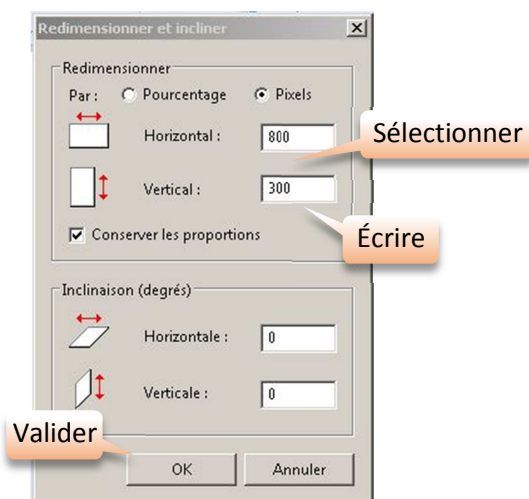 Redimensionner et incliner
Redimensionner
Par : Pourcentage Pixels
Horizontal : 800
Sélectionner
Vertical : 300
Écrire
Conserver les proportions
Inclinaison (degrés)
Horizontale : 0
Verticale : 0
Valider
OK Annuler